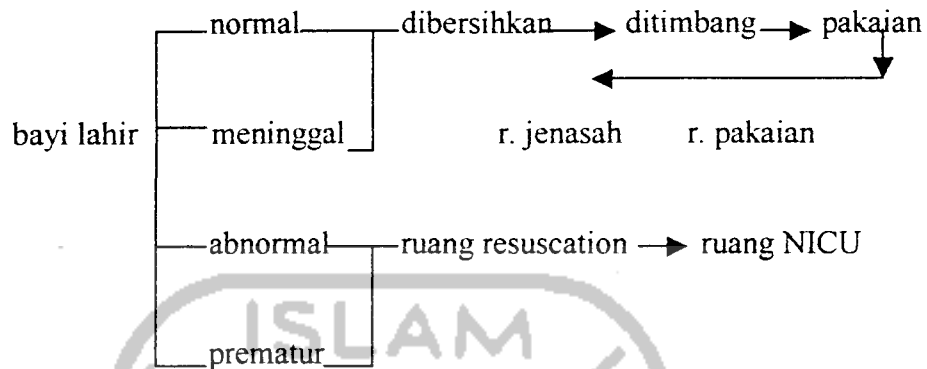 normal dibersihkan ditimbang pakaian
bayi lahir meninggal r. jenasah r. pakaian
abnormal ruang resuscation ruang NICU
ISLAM
prematur